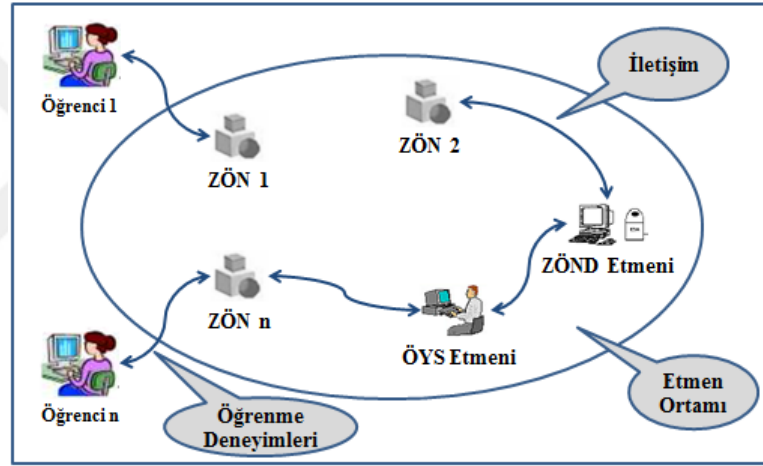 İletişim
Öğrenci 1
ZÖN 1
ZÖN 2
ZÖND Etmeni
ZÖN n
ÖYS Etmeni
Öğrenci n
Öğrenme
Deneyimleri
Etmen
Ortamı